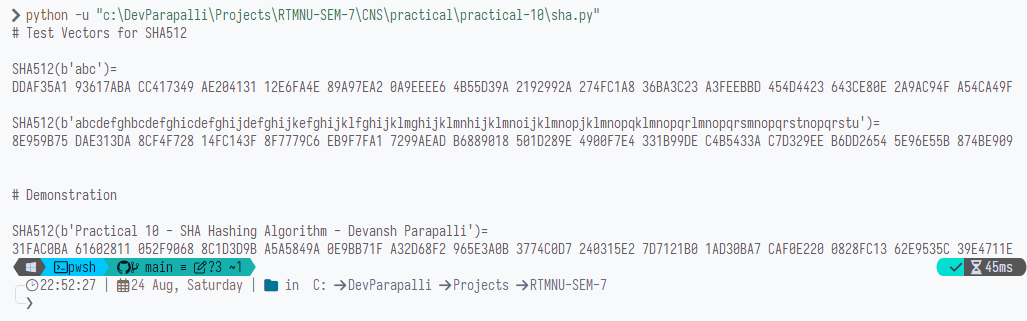 ❯ python -u "c:\DevParapalli\Projects\RTMNU-SEM-7\CNS\practical\practical-10\sha.py"
# Test Vectors for SHA512
SHA512(b'abc')=
DDAF35A1 93617ABA CC417349 AE204131 12E6FA4E 89A97EA2 0A9EEEE6 4B55D39A 2192992A 274FC1A8 36BA3C23 A3FEEBBD 454D4423 643CE80E 2A9AC94F A54CA49F
SHA512(b'abcdefghbcdefghicdefghijdefghijkefghijklfghijklmghijklmnhijklmnoijklmnopjklmnopqklmnopqrlmnopqrsmnopqrstnopqrstu')=
8E959B75 DAE313DA 8CF4F728 14FC143F 8F7779C6 EB9F7FA1 7299AEAD B6889018 501D289E 4900F7E4 331B99DE C4B5433A C7D329EE B6DD2654 5E96E55B 874BE909
# Demonstration
SHA512(b'Practical 10 - SHA Hashing Algorithm - Devansh Parapalli')=
31FAC0BA 61602811 052F9068 8C1D3D9B A5A5849A 0E9BB71F A32D68F2 965E3A0B 3774C0D7 240315E2 7D7121B0 1AD30BA7 CAF0E220 0828FC13 62E9535C 39E4711E
pwsh main ≡ ?3 ~1 ✓ 45ms
22:52:27 | 24 Aug, Saturday | in C: → DevParapalli → Projects → RTMNU-SEM-7
❯